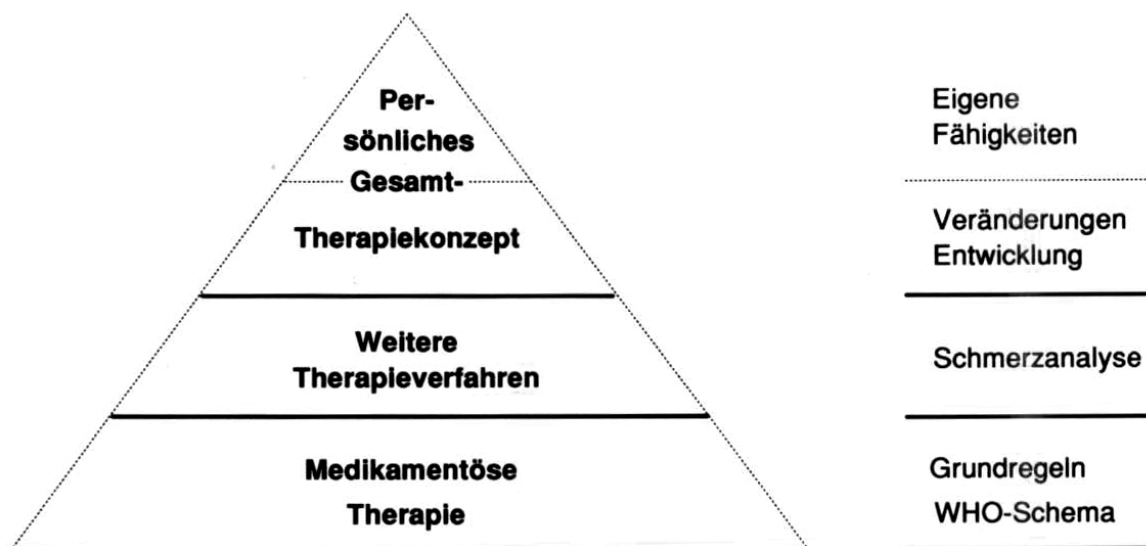 Per-
sönliches
Gesamt-
Therapiekonzept
Weitere
Therapieverfahren
Medikamentöse
Therapie
Eigene
Fähigkeiten
Veränderungen
Entwicklung
Schmerzanalyse
Grundregeln
WHO-Schema